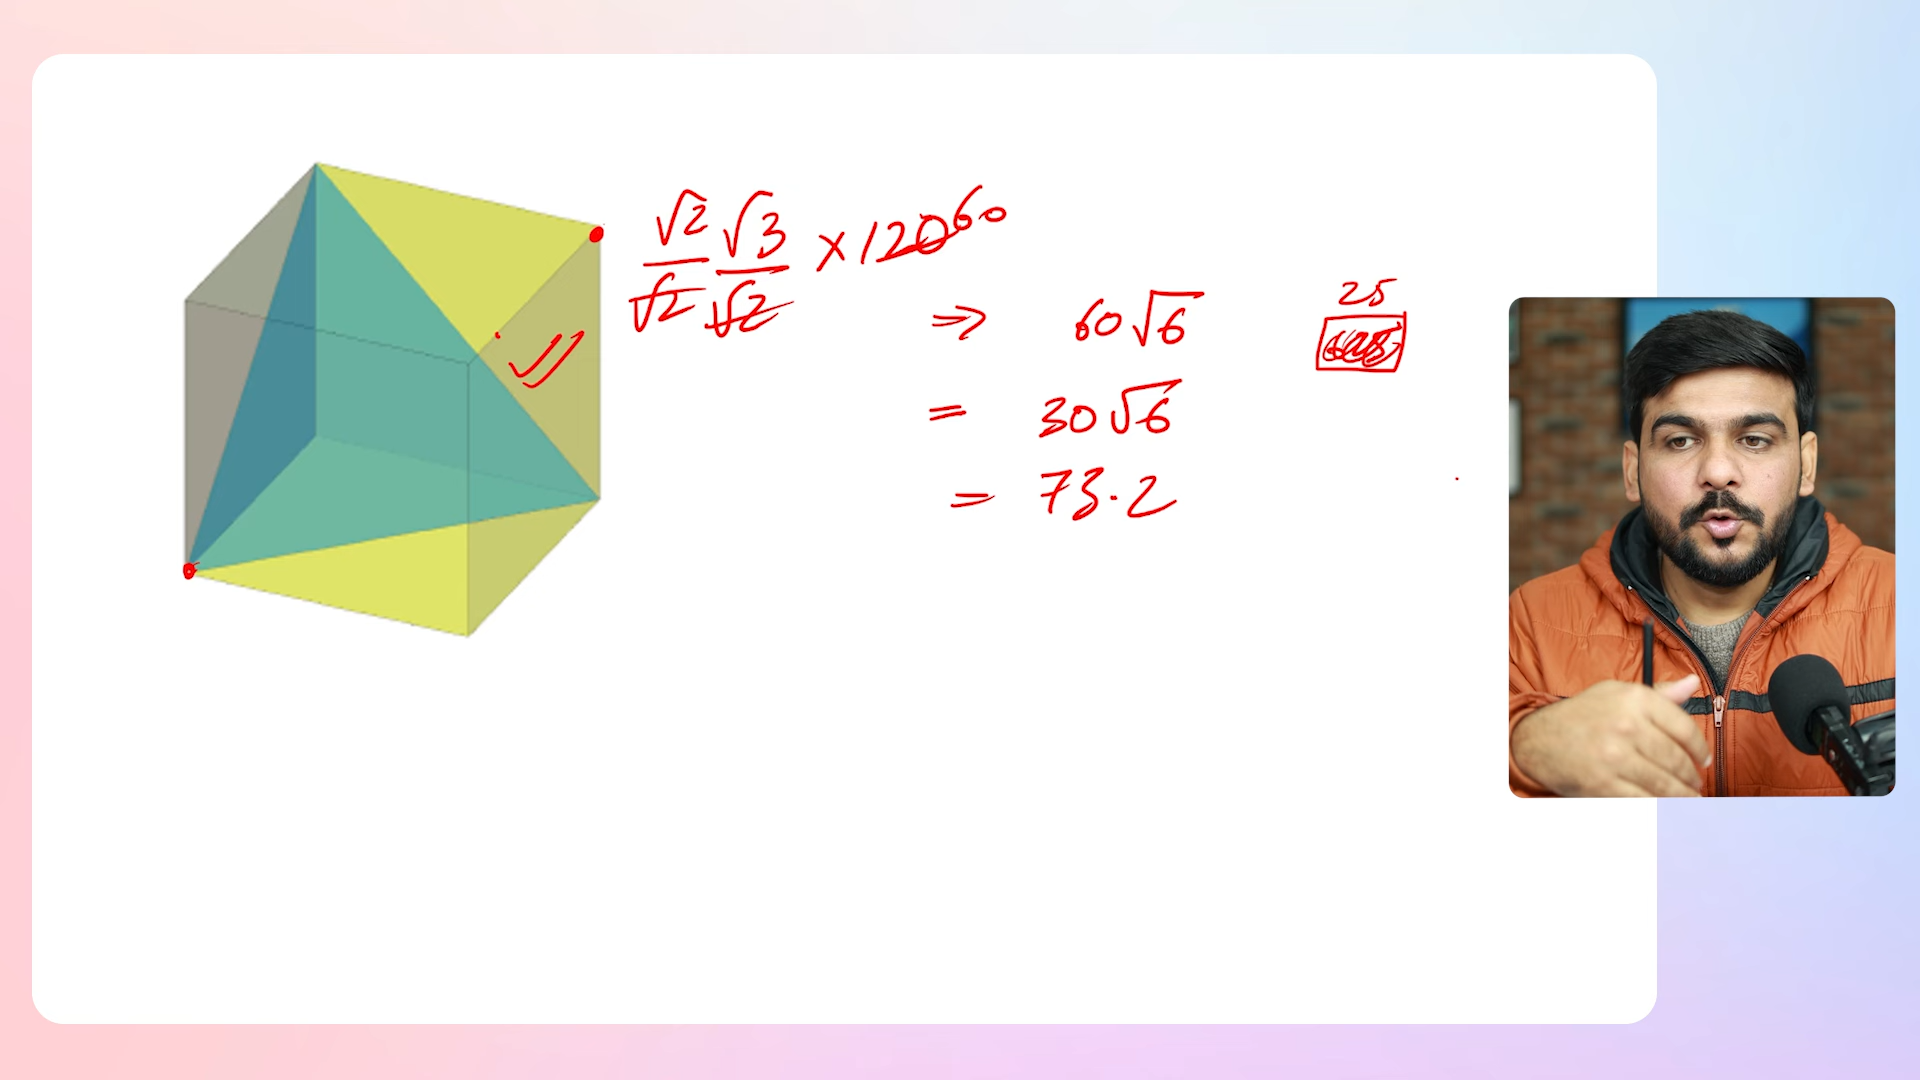 √2/√2 √3/√2 × 120 60
⇒ 60√6
25
= 30√6
= 73.2